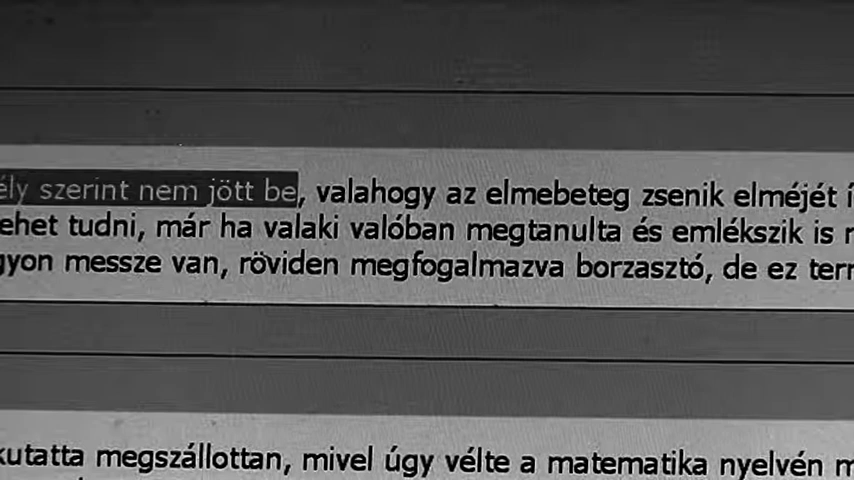 ély szerint nem jött be, valahogy az elmebeteg zsenik elméjét í
ehet tudni, már ha valaki valóban megtanulta és emlékszik is
gyon messze van, röviden megfogalmazva borzasztó, de ez term
kutatta megszállottan, mivel úgy vélte a matematika nyelvén m